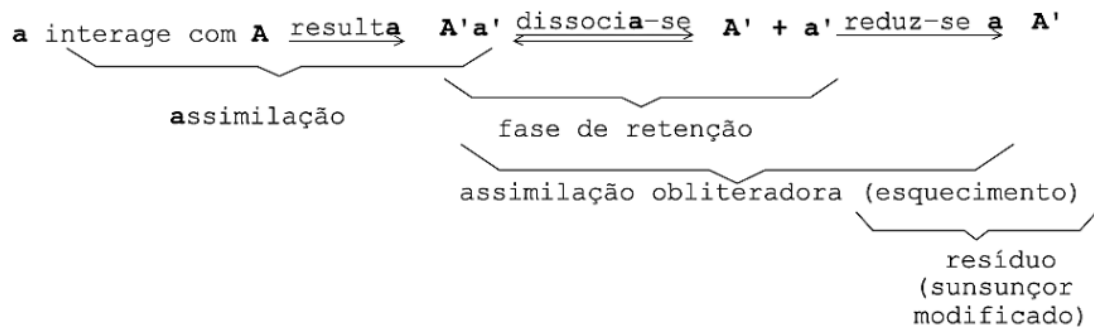 a interage com A resulta A'a' dissocia-se A' + a' reduz-se a A'
assimilação
fase de retenção
assimilação obliteradora (esquecimento)
resíduo
(sunsunçor
modificado)